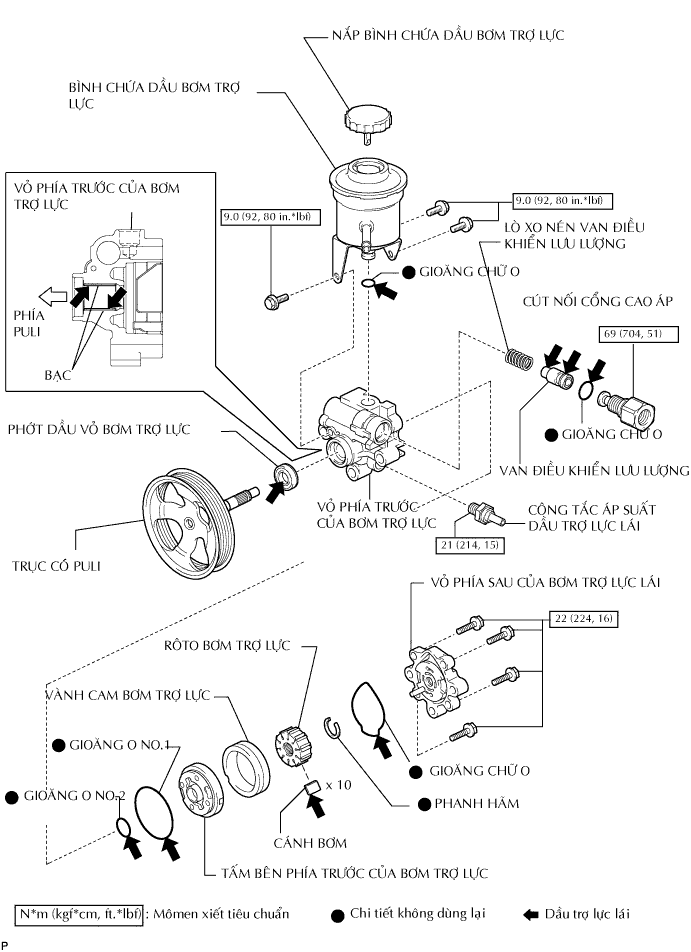 NẮP BÌNH CHỨA DẦU BƠM TRỢ LỰC
BÌNH CHỨA DẦU BƠM TRỢ
LỰC
VỎ PHÍA TRƯỚC CỦA BƠM
TRỢ LỰC
9.0 (92, 80 in.*lbf)
9.0 (92, 80 in.*lbf)
LÒ XO NÉN VAN ĐIỀU
KHIỂN LƯU LƯỢNG
GIOĂNG CHỮ O
CÚT NỐI CỔNG CAO ÁP
PHÍA
PULI
69 (704, 51)
BẠC
PHỚT DẦU VỎ BƠM TRỢ LỰC
GIOĂNG CHỮ O
VAN ĐIỀU KHIỂN LƯU LƯỢNG
VỎ PHÍA TRƯỚC
CỦA BƠM TRỢ LỰC
CÔNG TẮC ÁP SUẤT
DẦU TRỢ LỰC LÁI
21 (214, 15)
TRỤC CÓ PULI
VỎ PHÍA SAU CỦA BƠM TRỢ LỰC LÁI
22 (224, 16)
RÔTO BƠM TRỢ LỰC
VÀNH CAM BƠM TRỢ LỰC
GIOĂNG O NO.1
GIOĂNG CHỮ O
x 10
GIOĂNG O NO.2
PHANH HÃM
CÁNH BƠM
TẤM BÊN PHÍA TRƯỚC CỦA BƠM TRỢ LỰC
N*m (kgf*cm, ft.*lbf) : Mômen xiết tiêu chuẩn
Chi tiết không dùng lại
Dầu trợ lực lái
P